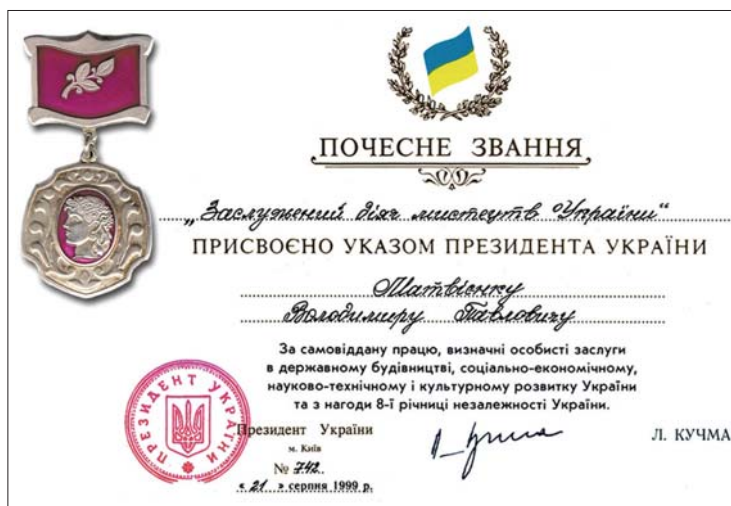 ПОЧЕСНЕ ЗВАННЯ
„Заслужений діяч мистецтв України“
ПРИСВОЄНО УКАЗОМ ПРЕЗИДЕНТА УКРАЇНИ
Матвієнку
Володимиру Павловичу
За самовіддану працю, визначні особисті заслуги
в державному будівництві, соціально-економічному,
науково-технічному і культурному розвитку України
та з нагоди 8-ї річниці незалежності України.
ПРЕЗИДЕНТ УКРАЇНИ
Президент України
м. Київ
№ 742.
« 21 » серпня 1999 р.
Л. КУЧМА